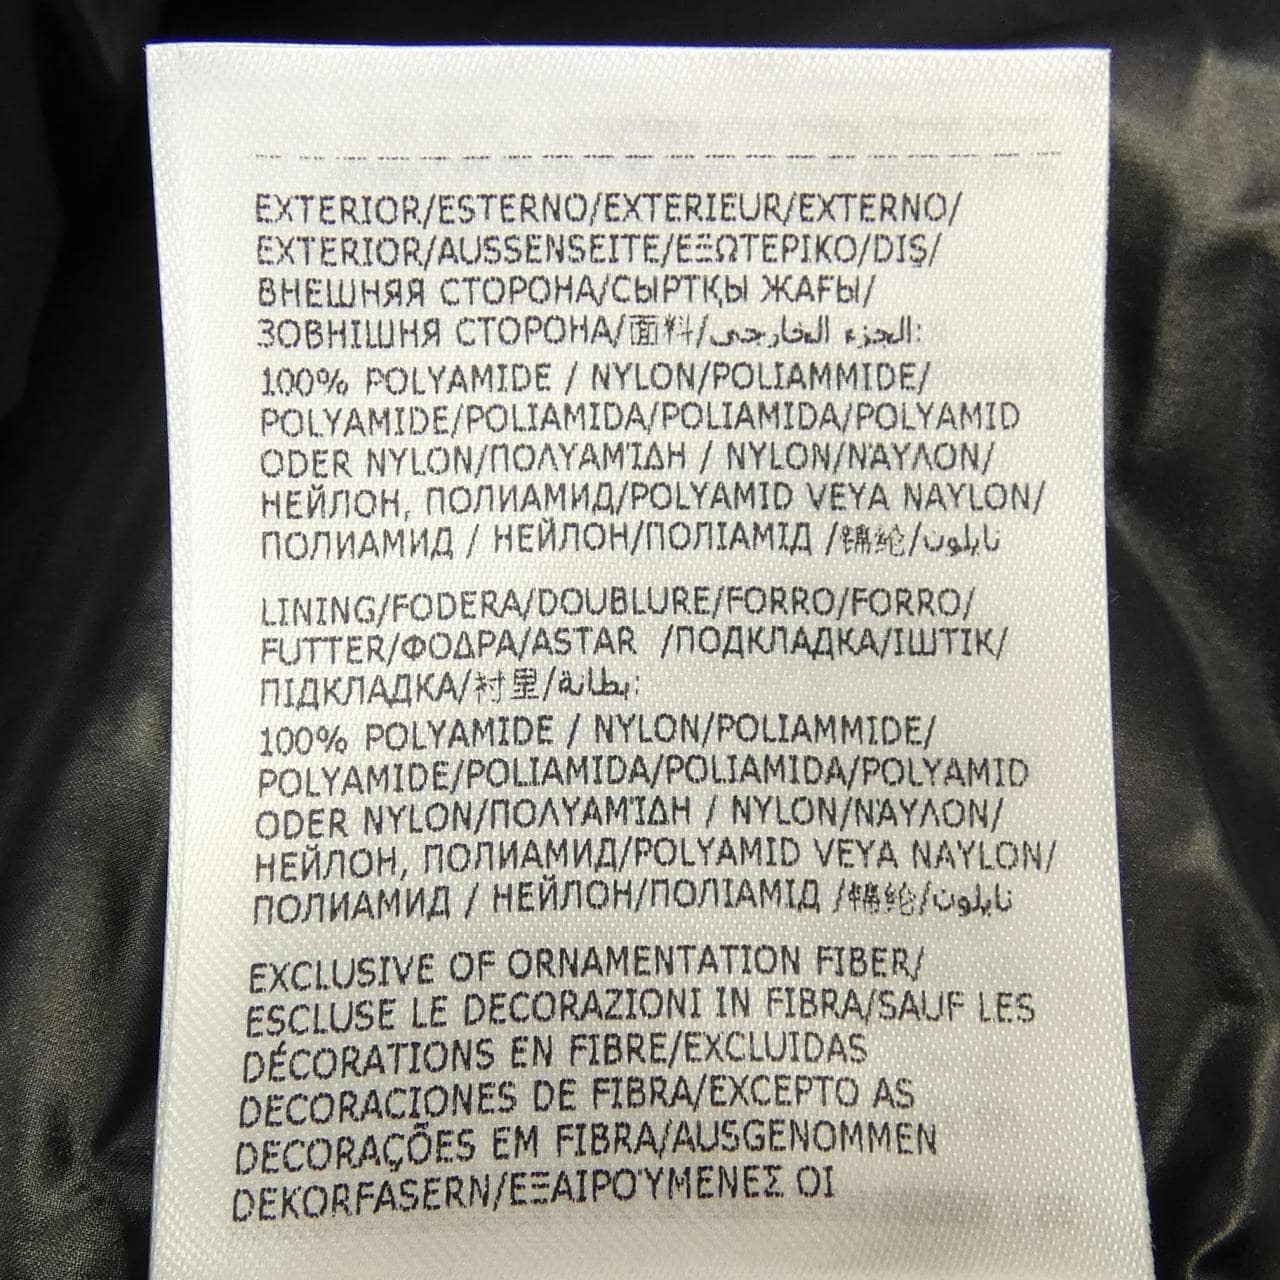 EXTERIOR/ESTERNO/EXTERIEUR/EXTERNO/
EXTERIOR/AUSSENSEITE/ΕΞΩΤΕΡΙΚΟ/DIŞ/
ВНЕШНЯЯ СТОРОНА/СЫРТҚЫ ЖАҒЫ/
ЗОВНІШНЯ СТОРОНА/面料/الجزء الخارجي:
100% POLYAMIDE / NYLON/POLIAMMIDE/
POLYAMIDE/POLIAMIDA/POLIAMIDA/POLYAMID
ODER NYLON/ΠΟΛΥΑΜΊΔΗ / NYLON/ΝΆΥΛΟΝ/
НЕЙЛОН, ПОЛИАМИД/POLYAMID VEYA NAYLON/
ПОЛИАМИД / НЕЙЛОН/ПОЛІАМІД /锦纶/نايلون
LINING/FODERA/DOUBLURE/FORRO/FORRO/
FUTTER/ΦΟΔΡΑ/ASTAR /ПОДКЛАДКА/ІШТІК/
ПІДКЛАДКА/衬里/بطانة:
100% POLYAMIDE / NYLON/POLIAMMIDE/
POLYAMIDE/POLIAMIDA/POLIAMIDA/POLYAMID
ODER NYLON/ΠΟΛΥΑΜΊΔΗ / NYLON/ΝΆΥΛΟΝ/
НЕЙЛОН, ПОЛИАМИД/POLYAMID VEYA NAYLON/
ПОЛИАМИД / НЕЙЛОН/ПОЛІАМІД /锦纶/نايلون
EXCLUSIVE OF ORNAMENTATION FIBER/
ESCLUSE LE DECORAZIONI IN FIBRA/SAUF LES
DÉCORATIONS EN FIBRE/EXCLUIDAS
DECORACIONES DE FIBRA/EXCEPTO AS
DECORAÇÕES EM FIBRA/AUSGENOMMEN
DEKORFASERN/ΕΞΑΙΡΟΎΜΕΝΕΣ ΟΙ